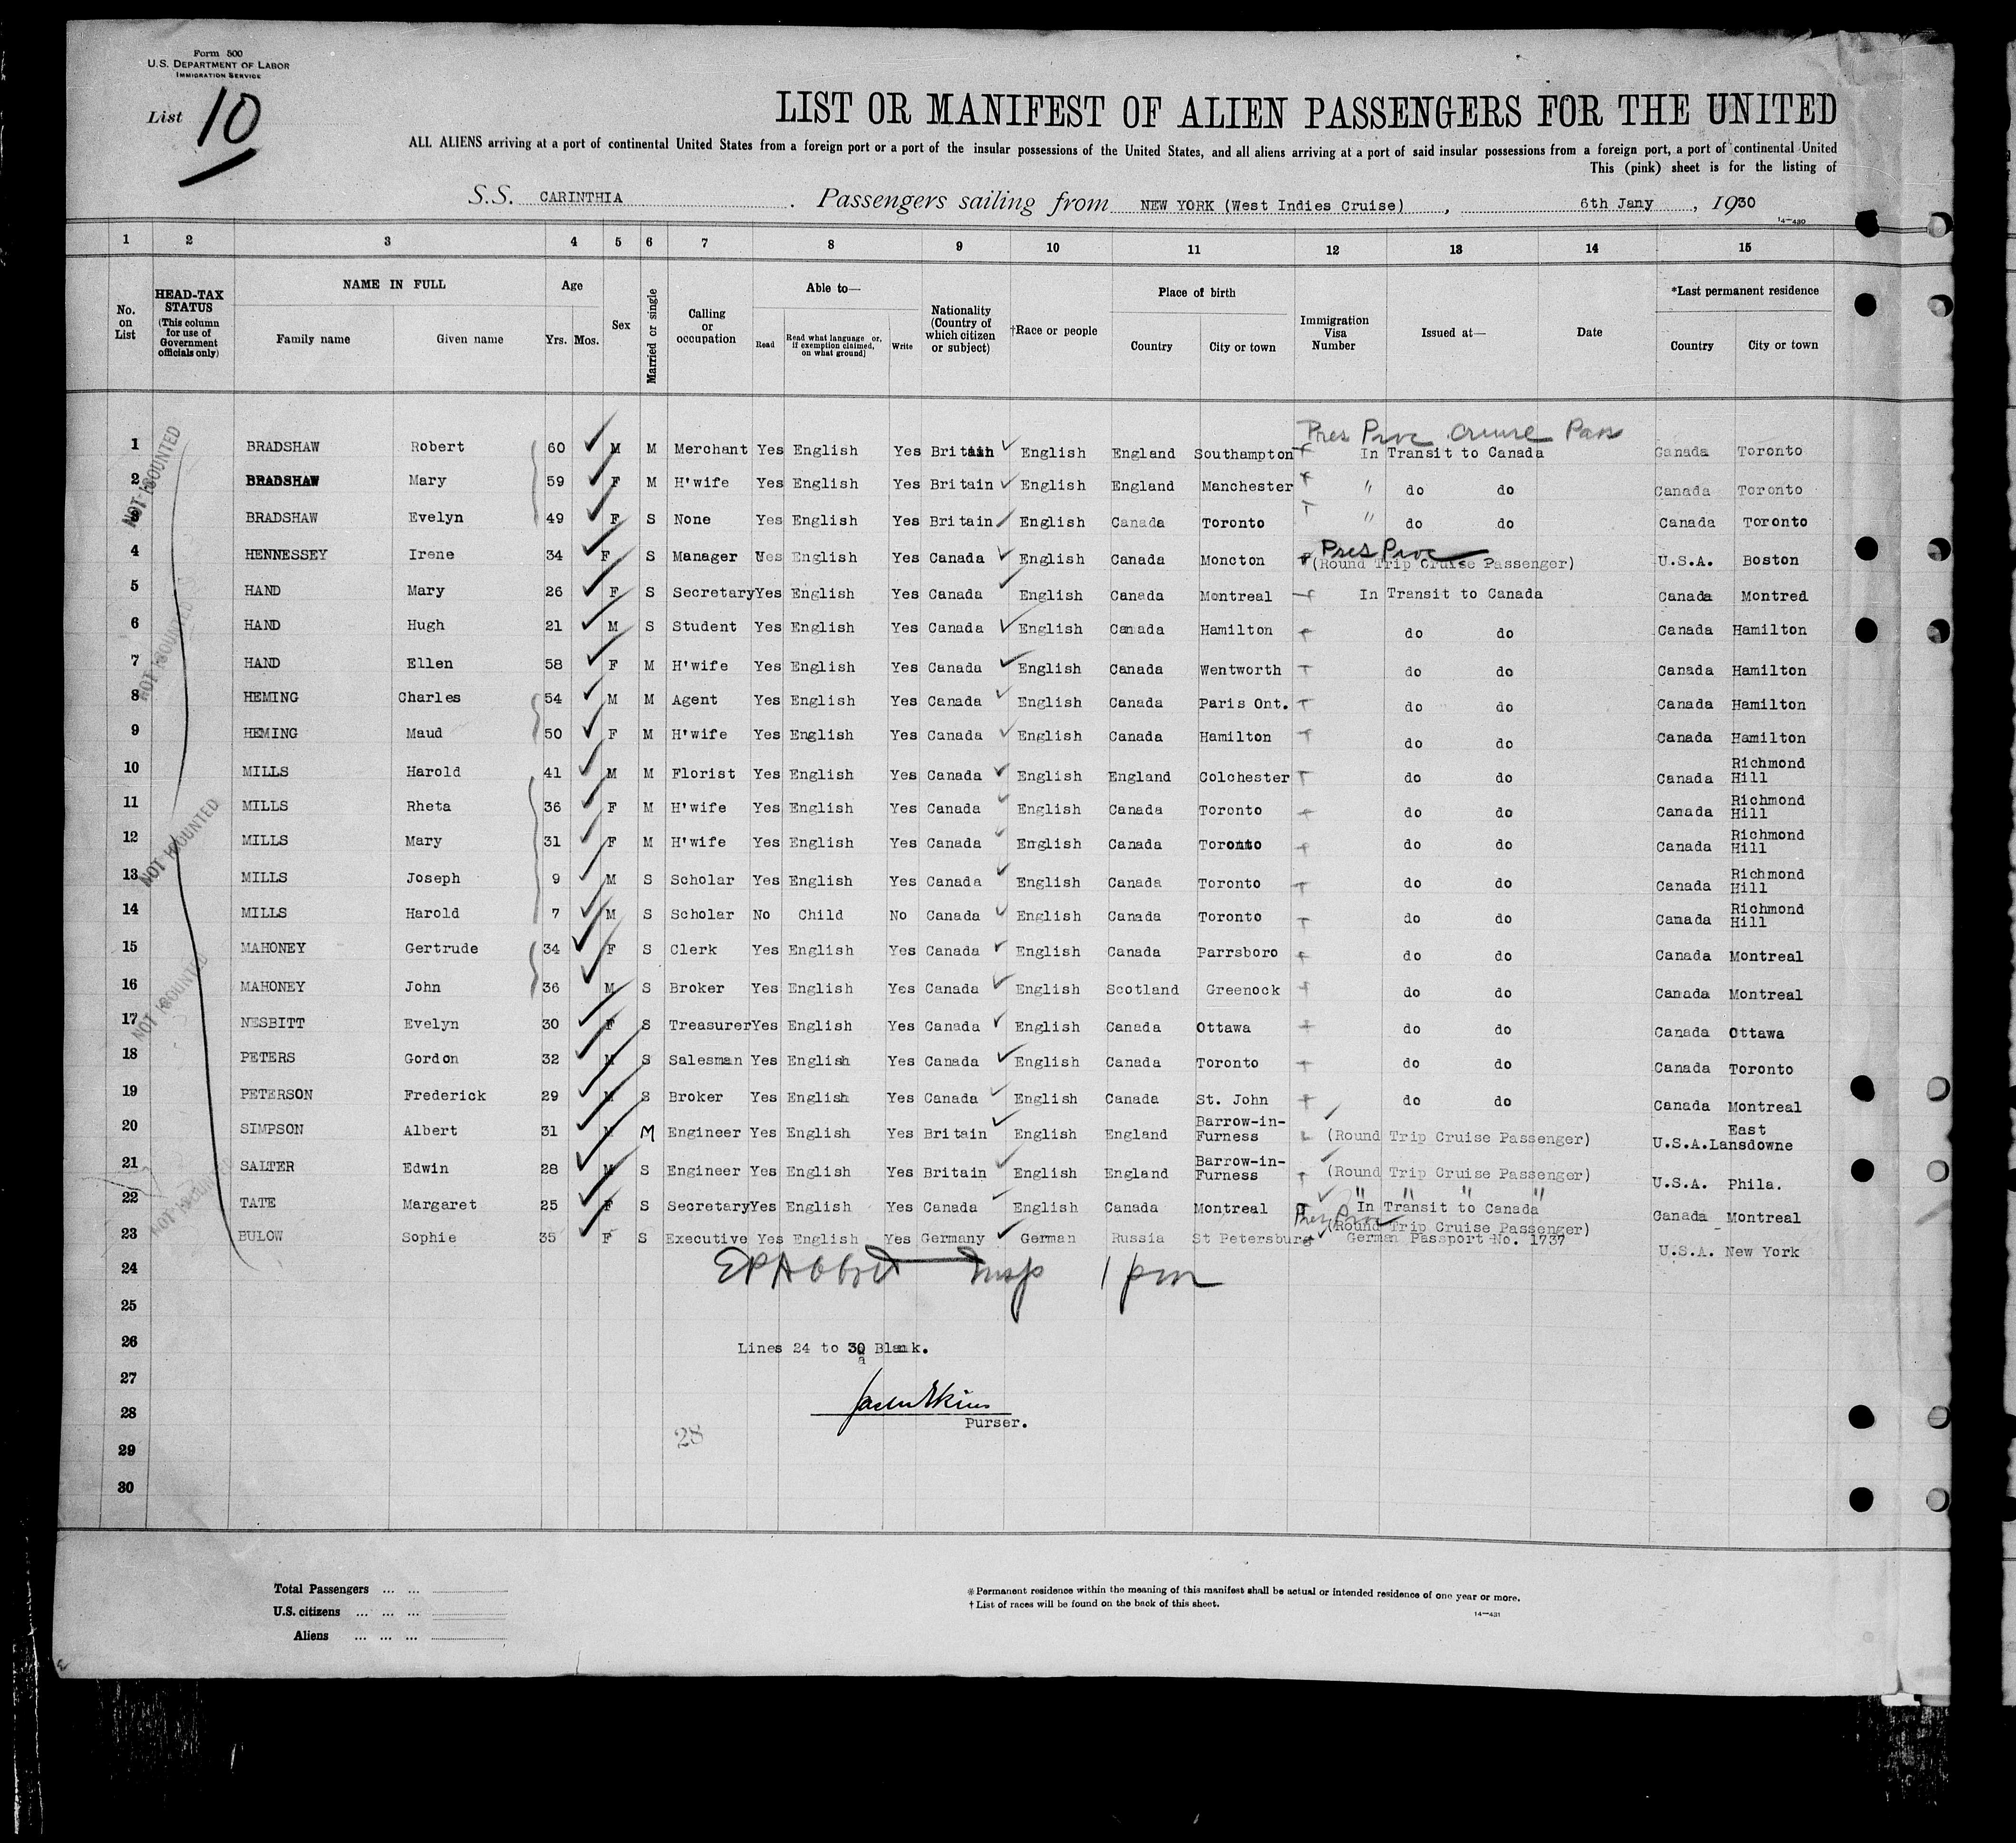 Form 500
U.S. DEPARTMENT OF LABOR
IMMIGRATION SERVICE
List 10
LIST OR MANIFEST OF ALIEN PASSENGERS FOR THE UNITED
ALL ALIENS arriving at a port of continental United States from a foreign port or a port of the insular possessions of the United States, and all aliens arriving at a port of said insular possessions from a foreign port, a port of continental United
This (pink) sheet is for the listing of
S.S. CARINTHIA. Passengers sailing from NEW YORK (West Indies Cruise), 6th Jany, 1930
14-430
1 2 3 4 5 6 7 8 9 10 11 12 13 14 15
No. on List
HEAD-TAX STATUS (This column for use of Government officials only)
NAME IN FULL
Family name Given name
Age
Yrs. Mos.
Sex
Married or single
Calling or occupation
Able to—
Read
Read what language or, if exemption claimed, on what ground]
Write
Nationality (Country of which citizen or subject)
†Race or people
Place of birth
Country City or town
Immigration Visa Number
Issued at—
Date
*Last permanent residence
Country City or town
Pres Proc Cruise Pass
1 BRADSHAW Robert 60 M M Merchant Yes English Yes Britain English England Southampton In Transit to Canada Canada Toronto
2 BRADSHAW Mary 59 F M H'wife Yes English Yes Britain English England Manchester " do do Canada Toronto
3 BRADSHAW Evelyn 49 F S None Yes English Yes Britain English Canada Toronto " do do Canada Toronto
Pres Proc
4 HENNESSEY Irene 34 F S Manager Ues English Yes Canada English Canada Moncton (Round Trip Cruise Passenger) U.S.A. Boston
5 HAND Mary 26 F S Secretary Yes English Yes Canada English Canada Montreal In Transit to Canada Canada Montred
6 HAND Hugh 21 M S Student Yes English Yes Canada English Canada Hamilton do do Canada Hamilton
7 HAND Ellen 58 F M H'wife Yes English Yes Canada English Canada Wentworth do do Canada Hamilton
8 HEMING Charles 54 M M Agent Yes English Yes Canada English Canada Paris Ont. do do Canada Hamilton
9 HEMING Maud 50 F M H'wife Yes English Yes Canada English Canada Hamilton do do Canada Hamilton
10 MILLS Harold 41 M M Florist Yes English Yes Canada English England Colchester do do Canada Richmond Hill
11 MILLS Rheta 36 F M H'wife Yes English Yes Canada English Canada Toronto do do Canada Richmond Hill
12 MILLS Mary 31 F M H'wife Yes English Yes Canada English Canada Toronto do do Canada Richmond Hill
13 MILLS Joseph 9 M S Scholar Yes English Yes Canada English Canada Toronto do do Canada Richmond Hill
14 MILLS Harold 7 M S Scholar No Child No Canada English Canada Toronto do do Canada Richmond Hill
15 MAHONEY Gertrude 34 F S Clerk Yes English Yes Canada English Canada Parrsboro do do Canada Montreal
16 MAHONEY John 36 M S Broker Yes English Yes Canada English Scotland Greenock do do Canada Montreal
17 NESBITT Evelyn 30 F S Treasurer Yes English Yes Canada English Canada Ottawa do do Canada Ottawa
18 PETERS Gordon 32 M S Salesman Yes English Yes Canada English Canada Toronto do do Canada Toronto
19 PETERSON Frederick 29 M S Broker Yes English Yes Canada English Canada St. John do do Canada Montreal
20 SIMPSON Albert 31 M M Engineer Yes English Yes Britain English England Barrow-in-Furness (Round Trip Cruise Passenger) U.S.A. East Lansdowne
21 SALTER Edwin 28 M S Engineer Yes English Yes Britain English England Barrow-in-Furness (Round Trip Cruise Passenger) U.S.A. Phila.
" " " "
22 TATE Margaret 25 F S Secretary Yes English Yes Canada English Canada Montreal In Transit to Canada Canada Montreal
Pres Proc (Round Trip Cruise Passenger)
23 BULOW Sophie 35 F S Executive Yes English Yes Germany German Russia St Petersburg German Passport No. 1737 U.S.A. New York
24 Insp 1 pm
25
26 Lines 24 to 30 Blank.
27
28 Purser.
28
29
30
NOT COUNTED
NOT COUNTED
NOT COUNTED
NOT COUNTED
NOT COUNTED
Total Passengers ... ...
U.S. citizens ... ... ...
Aliens ... ... ...
*Permanent residence within the meaning of this manifest shall be actual or intended residence of one year or more.
†List of races will be found on the back of this sheet.
14-431